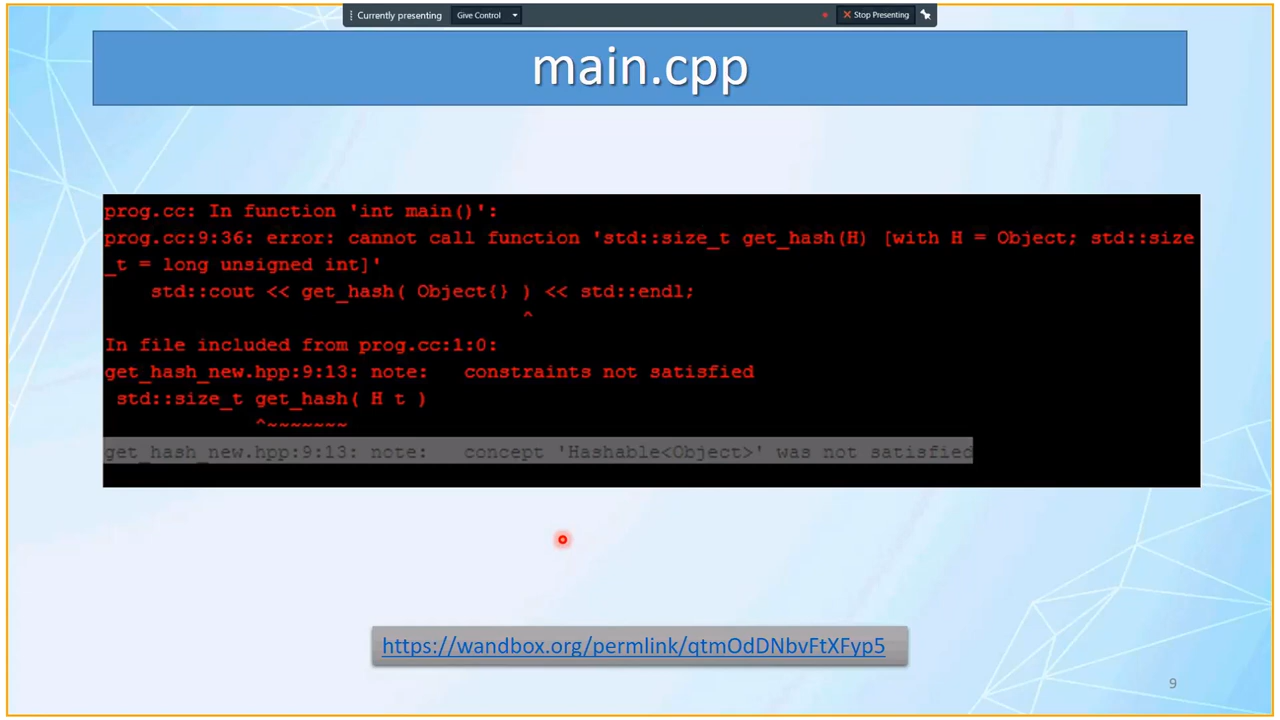 Currently presenting Give Control Stop Presenting
main.cpp
prog.cc: In function 'int main()':
prog.cc:9:36: error: cannot call function 'std::size_t get_hash(H) [with H = Object; std::size
_t = long unsigned int]'
std::cout << get_hash( Object{} ) << std::endl;
^
In file included from prog.cc:1:0:
get_hash_new.hpp:9:13: note: constraints not satisfied
std::size_t get_hash( H t )
^~~~~~~~
get_hash_new.hpp:9:13: note: concept 'Hashable<Object>' was not satisfied
https://wandbox.org/permlink/qtmOdDNbvFtXFyp5
9